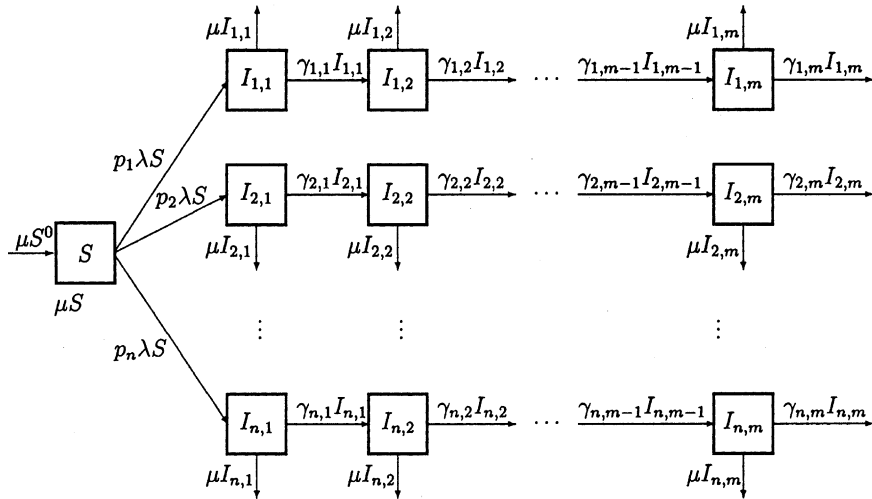 μI_{1,1} μI_{1,2} μI_{1,m}
I_{1,1} γ_{1,1}I_{1,1} I_{1,2} γ_{1,2}I_{1,2} ··· γ_{1,m−1}I_{1,m−1} I_{1,m} γ_{1,m}I_{1,m}
p_1λS
p_2λS
I_{2,1} γ_{2,1}I_{2,1} I_{2,2} γ_{2,2}I_{2,2} ··· γ_{2,m−1}I_{2,m−1} I_{2,m} γ_{2,m}I_{2,m}
μI_{2,1} μI_{2,2} μI_{2,m}
μS^0 S
μS
p_nλS
⋮ ⋮ ⋮
I_{n,1} γ_{n,1}I_{n,1} I_{n,2} γ_{n,2}I_{n,2} ··· γ_{n,m−1}I_{n,m−1} I_{n,m} γ_{n,m}I_{n,m}
μI_{n,1} μI_{n,2} μI_{n,m}